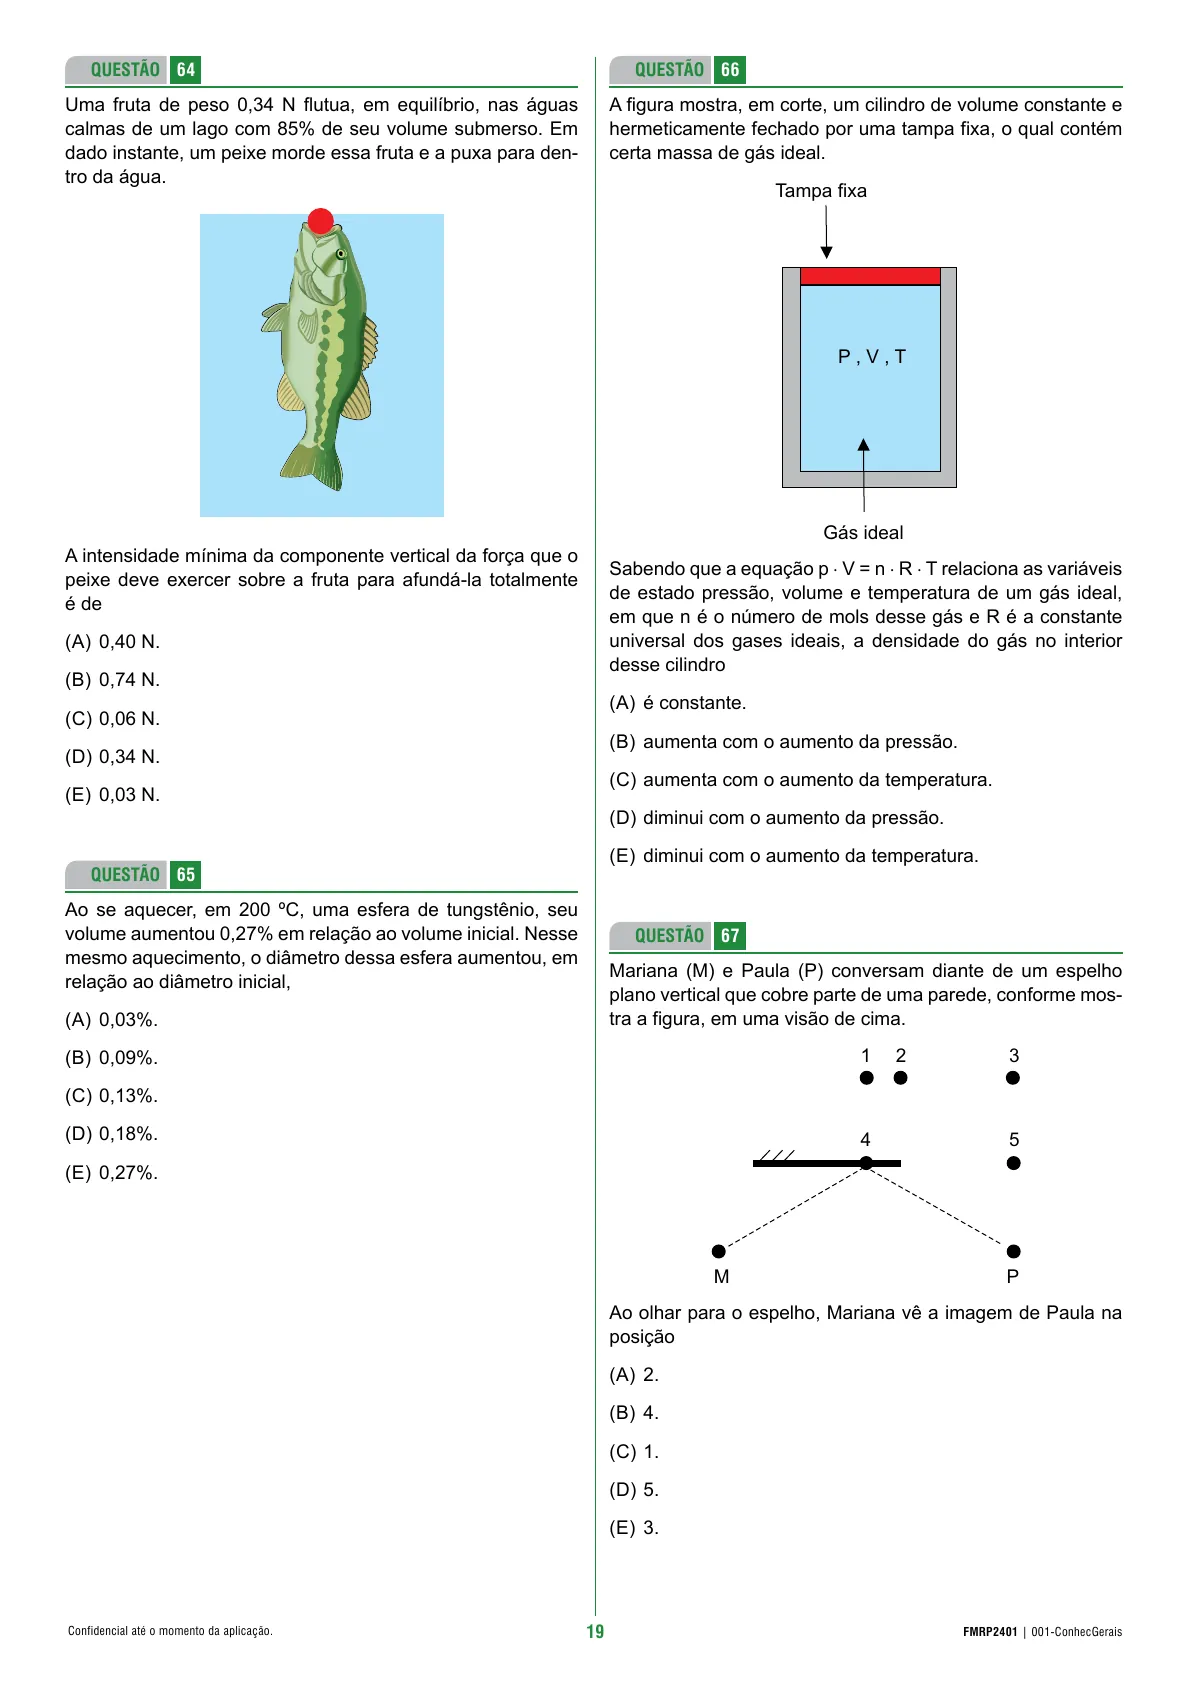 QUESTÃO 64
Uma fruta de peso 0,34 N flutua, em equilíbrio, nas águas
calmas de um lago com 85% de seu volume submerso. Em
dado instante, um peixe morde essa fruta e a puxa para den-
tro da água.
A intensidade mínima da componente vertical da força que o
peixe deve exercer sobre a fruta para afundá-la totalmente
é de
(A) 0,40 N.
(B) 0,74 N.
(C) 0,06 N.
(D) 0,34 N.
(E) 0,03 N.
QUESTÃO 65
Ao se aquecer, em 200 ºC, uma esfera de tungstênio, seu
volume aumentou 0,27% em relação ao volume inicial. Nesse
mesmo aquecimento, o diâmetro dessa esfera aumentou, em
relação ao diâmetro inicial,
(A) 0,03%.
(B) 0,09%.
(C) 0,13%.
(D) 0,18%.
(E) 0,27%.
QUESTÃO 66
A figura mostra, em corte, um cilindro de volume constante e
hermeticamente fechado por uma tampa fixa, o qual contém
certa massa de gás ideal.
Tampa fixa
P , V , T
Gás ideal
Sabendo que a equação p · V = n · R · T relaciona as variáveis
de estado pressão, volume e temperatura de um gás ideal,
em que n é o número de mols desse gás e R é a constante
universal dos gases ideais, a densidade do gás no interior
desse cilindro
(A) é constante.
(B) aumenta com o aumento da pressão.
(C) aumenta com o aumento da temperatura.
(D) diminui com o aumento da pressão.
(E) diminui com o aumento da temperatura.
QUESTÃO 67
Mariana (M) e Paula (P) conversam diante de um espelho
plano vertical que cobre parte de uma parede, conforme mos-
tra a figura, em uma visão de cima.
1 2 3
4 5
M P
Ao olhar para o espelho, Mariana vê a imagem de Paula na
posição
(A) 2.
(B) 4.
(C) 1.
(D) 5.
(E) 3.
Confidencial até o momento da aplicação.
19
FMRP2401 | 001-ConhecGerais